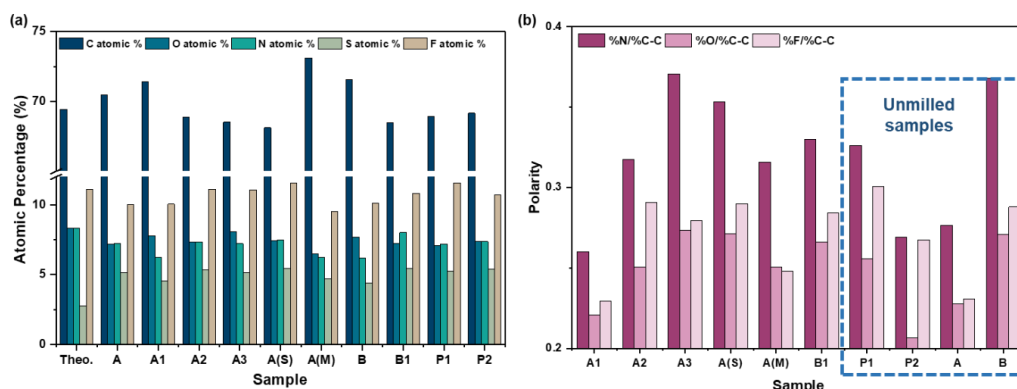 (a)
75
C atomic % O atomic % N atomic % S atomic % F atomic %
70
10
5
0
Atomic Percentage (%)
Theo. A A1 A2 A3 A(S) A(M) B B1 P1 P2
Sample
(b)
0.4
%N/%C-C %O/%C-C %F/%C-C
Unmilled
samples
0.3
0.2
Polarity
A1 A2 A3 A(S) A(M) B1 P1 P2 A B
Sample